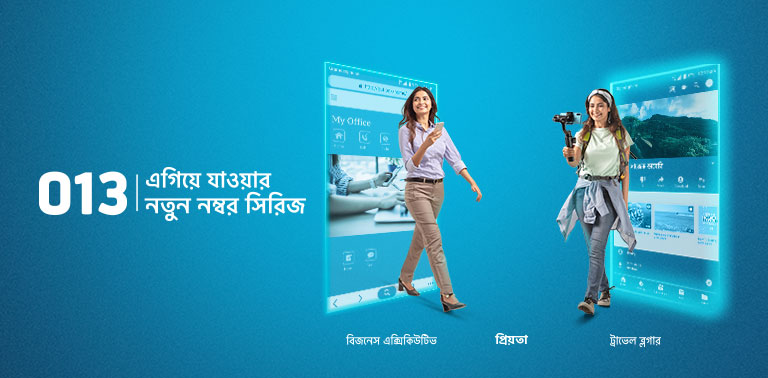 013
এগিয়ে যাওয়ার
নতুন নম্বর সিরিজ
My Office
বিজনেস এক্সিকিউটিভ
প্রিয়তা
ট্রাভেল ব্লগার